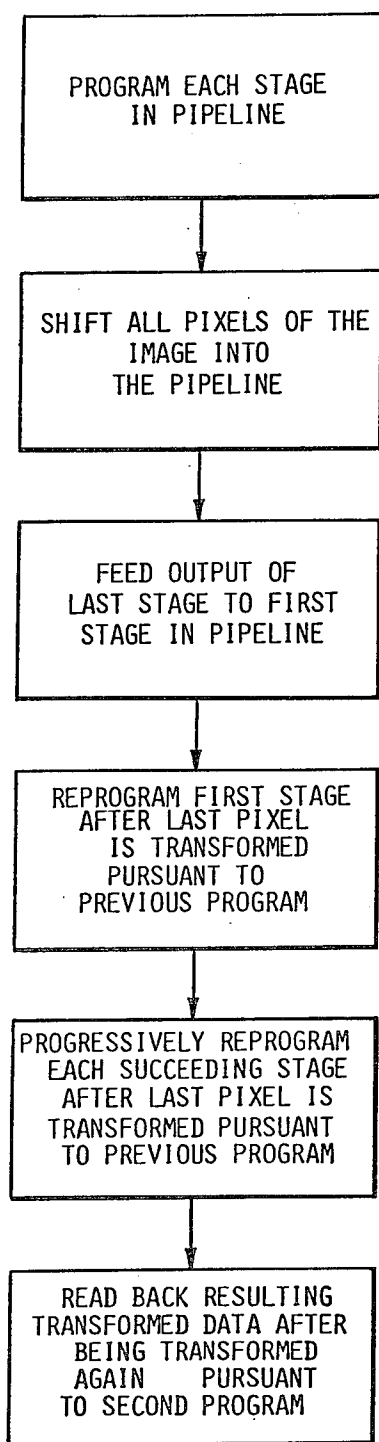 PROGRAM EACH STAGE
IN PIPELINE
SHIFT ALL PIXELS OF THE
IMAGE INTO
THE PIPELINE
FEED OUTPUT OF
LAST STAGE TO FIRST
STAGE IN PIPELINE
REPROGRAM FIRST STAGE
AFTER LAST PIXEL
IS TRANSFORMED
PURSUANT TO
PREVIOUS PROGRAM
PROGRESSIVELY REPROGRAM
EACH SUCCEEDING STAGE
AFTER LAST PIXEL IS
TRANSFORMED PURSUANT
TO PREVIOUS PROGRAM
READ BACK RESULTING
TRANSFORMED DATA AFTER
BEING TRANSFORMED
AGAIN PURSUANT
TO SECOND PROGRAM